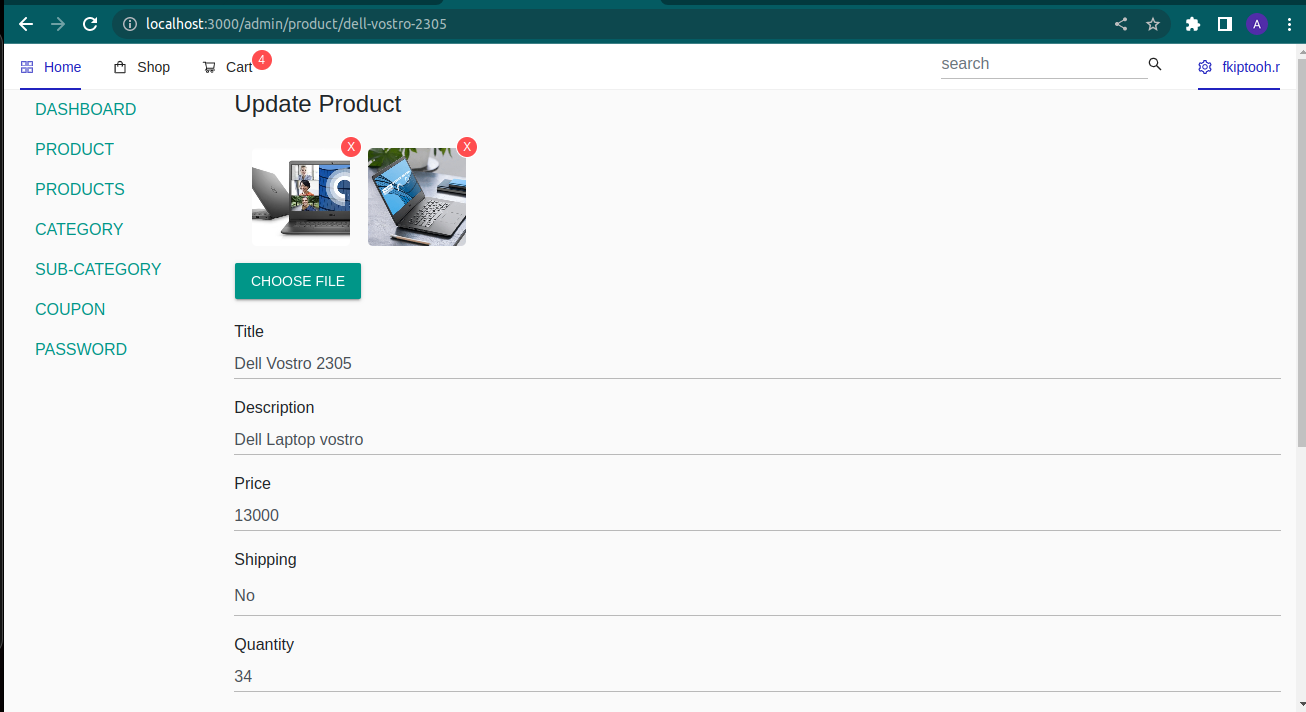 localhost:3000/admin/product/dell-vostro-2305
A
Home
Shop
Cart
4
search
fkiptooh.r
DASHBOARD
PRODUCT
PRODUCTS
CATEGORY
SUB-CATEGORY
COUPON
PASSWORD
Update Product
X
X
CHOOSE FILE
Title
Dell Vostro 2305
Description
Dell Laptop vostro
Price
13000
Shipping
No
Quantity
34